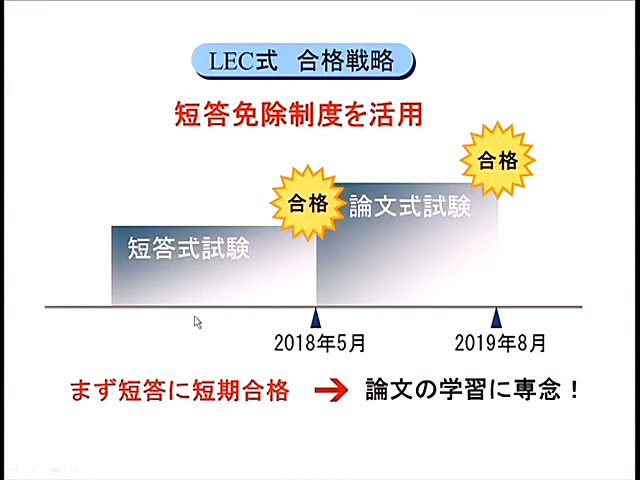 LEC式 合格戦略
短答免除制度を活用
合格
合格
論文式試験
短答式試験
2018年5月
2019年8月
まず短答に短期合格 → 論文の学習に専念！